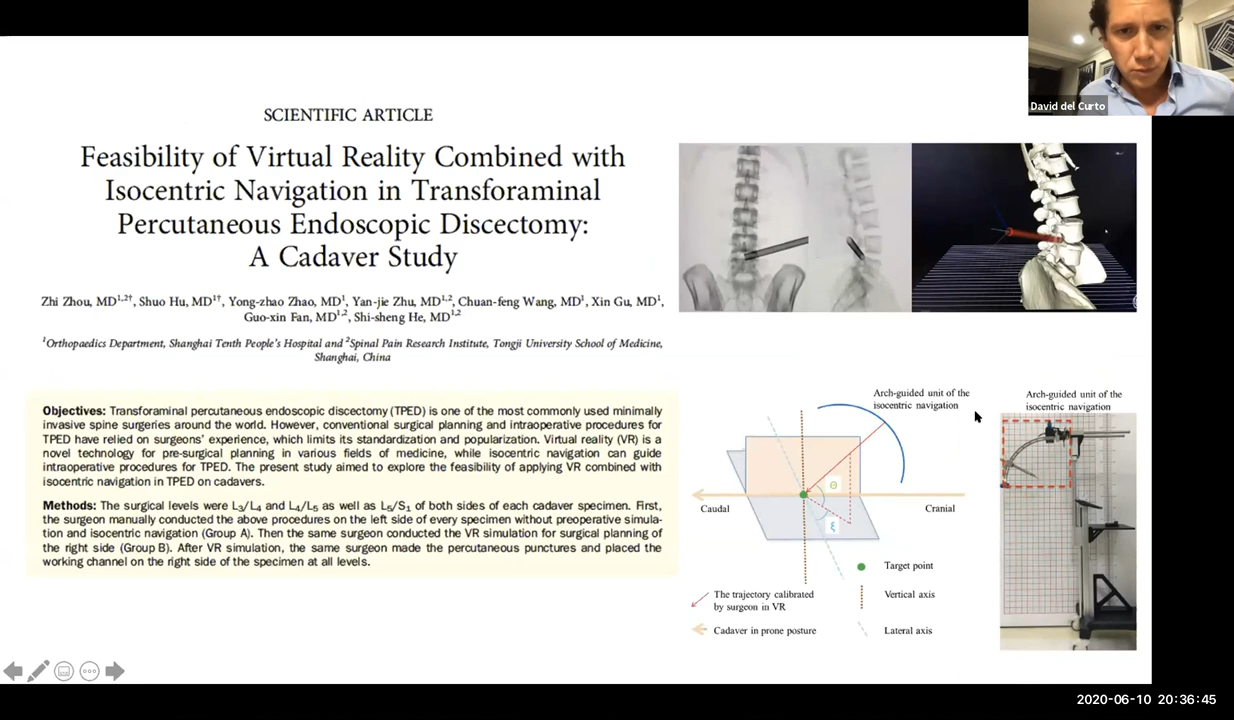 David del Curto
SCIENTIFIC ARTICLE
Feasibility of Virtual Reality Combined with
Isocentric Navigation in Transforaminal
Percutaneous Endoscopic Discectomy:
A Cadaver Study
Zhi Zhou, MD1,2†, Shuo Hu, MD1†, Yong-zhao Zhao, MD1, Yan-jie Zhu, MD1,2, Chuan-feng Wang, MD1, Xin Gu, MD1,
Guo-xin Fan, MD1,2, Shi-sheng He, MD1,2
1Orthopaedics Department, Shanghai Tenth People's Hospital and 2Spinal Pain Research Institute, Tongji University School of Medicine,
Shanghai, China
Objectives: Transforaminal percutaneous endoscopic discectomy (TPED) is one of the most commonly used minimally
invasive spine surgeries around the world. However, conventional surgical planning and intraoperative procedures for
TPED have relied on surgeons' experience, which limits its standardization and popularization. Virtual reality (VR) is a
novel technology for pre-surgical planning in various fields of medicine, while isocentric navigation can guide
intraoperative procedures for TPED. The present study aimed to explore the feasibility of applying VR combined with
isocentric navigation in TPED on cadavers.
Methods: The surgical levels were L3/L4 and L4/L5 as well as L5/S1 of both sides of each cadaver specimen. First,
the surgeon manually conducted the above procedures on the left side of every specimen without preoperative simula-
tion and isocentric navigation (Group A). Then the same surgeon conducted the VR simulation for surgical planning of
the right side (Group B). After VR simulation, the same surgeon made the percutaneous punctures and placed the
working channel on the right side of the specimen at all levels.
Arch-guided unit of the
isocentric navigation
θ
ξ
Caudal
Cranial
Target point
The trajectory calibrated
by surgeon in VR
Vertical axis
Cadaver in prone posture
Lateral axis
Arch-guided unit of the
isocentric navigation
2020-06-10 20:36:45